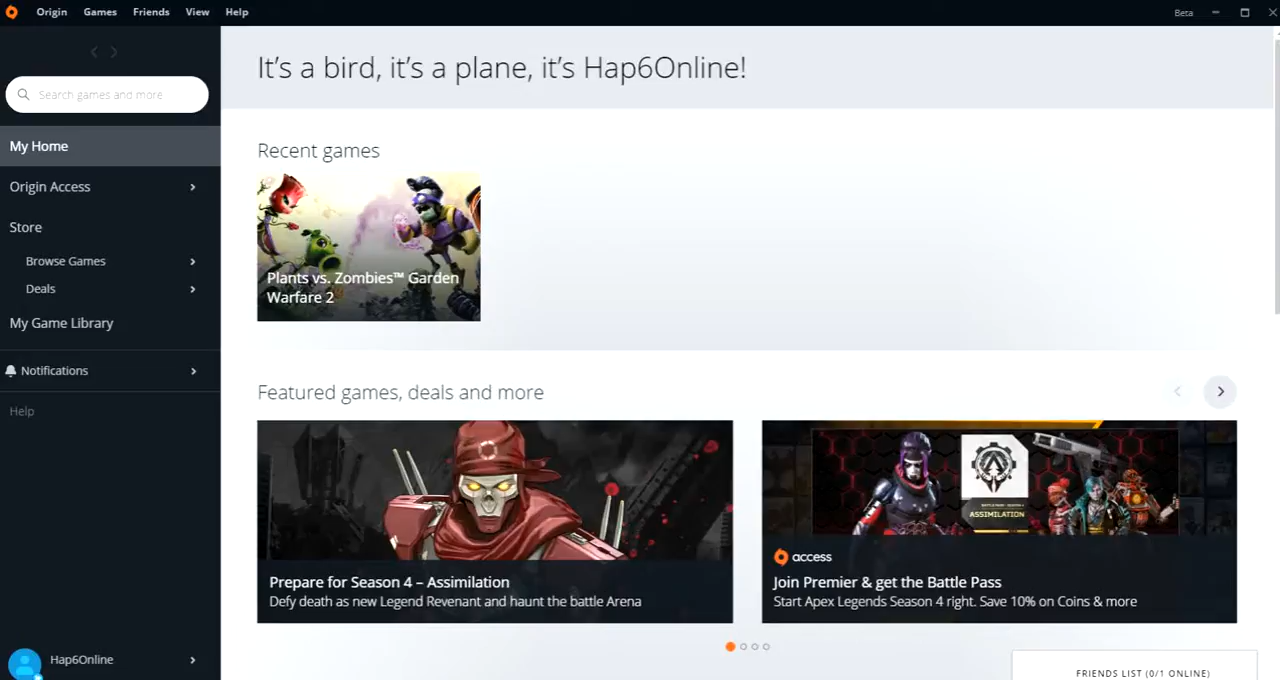 Origin Games Friends View Help
Beta
Search games and more
My Home
Origin Access
Store
Browse Games
Deals
My Game Library
Notifications
Help
Hap6Online
It's a bird, it's a plane, it's Hap6Online!
Recent games
Plants vs. Zombies™ Garden
Warfare 2
Featured games, deals and more
Prepare for Season 4 – Assimilation
Defy death as new Legend Revenant and haunt the battle Arena
ASSIMILATION
access
Join Premier & get the Battle Pass
Start Apex Legends Season 4 right. Save 10% on Coins & more
FRIENDS LIST (0/1 ONLINE)